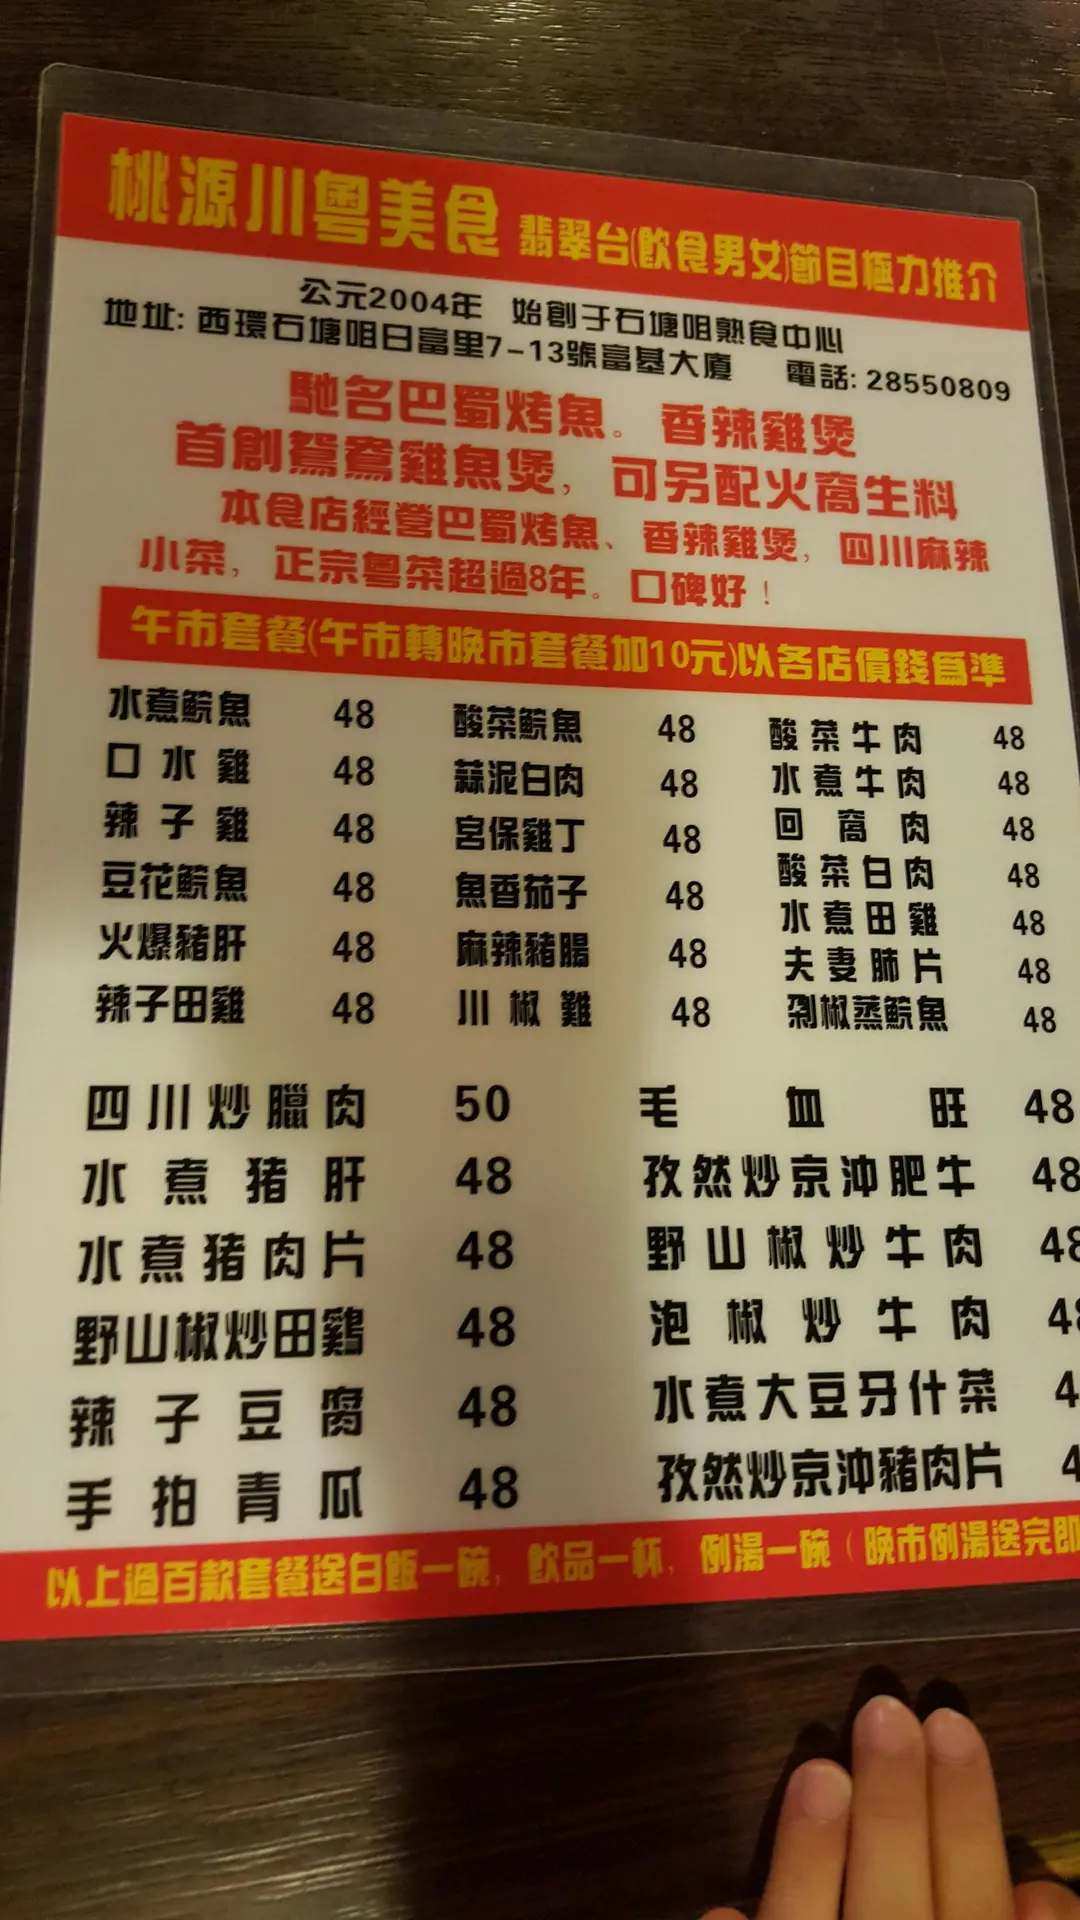 桃源川粤美食 翡翠台(飲食男女)節目極力推介
公元2004年 始創于石塘咀熟食中心
地址: 西環石塘咀日富里7-13號富基大廈 電話: 28550809
馳名巴蜀烤魚。香辣雞煲
首創鴛鴦雞魚煲, 可另配火窩生料
本食店經營巴蜀烤魚、香辣雞煲, 四川麻辣
小菜, 正宗粤菜超過8年。口碑好!
午市套餐(午市轉晚市套餐加10元)以各店價錢為準
水煮鯇魚 48 酸菜鯇魚 48 酸菜牛肉 48
口水雞 48 蒜泥白肉 48 水煮牛肉 48
辣子雞 48 宮保雞丁 48 回窩肉 48
豆花鯇魚 48 魚香茄子 48 酸菜白肉 48
火爆豬肝 48 麻辣豬腸 48 水煮田雞 48
辣子田雞 48 川椒雞 48 夫妻肺片 48
剁椒蒸鯇魚 48
四川炒臘肉 50 毛血旺 48
水煮猪肝 48 孜然炒京沖肥牛 48
水煮猪肉片 48 野山椒炒牛肉 48
野山椒炒田鷄 48 泡椒炒牛肉 48
辣子豆腐 48 水煮大豆牙什菜 4
手拍青瓜 48 孜然炒京沖豬肉片 4
以上過百款套餐送白飯一碗, 飲品一杯, 例湯一碗(晚市例湯送完即